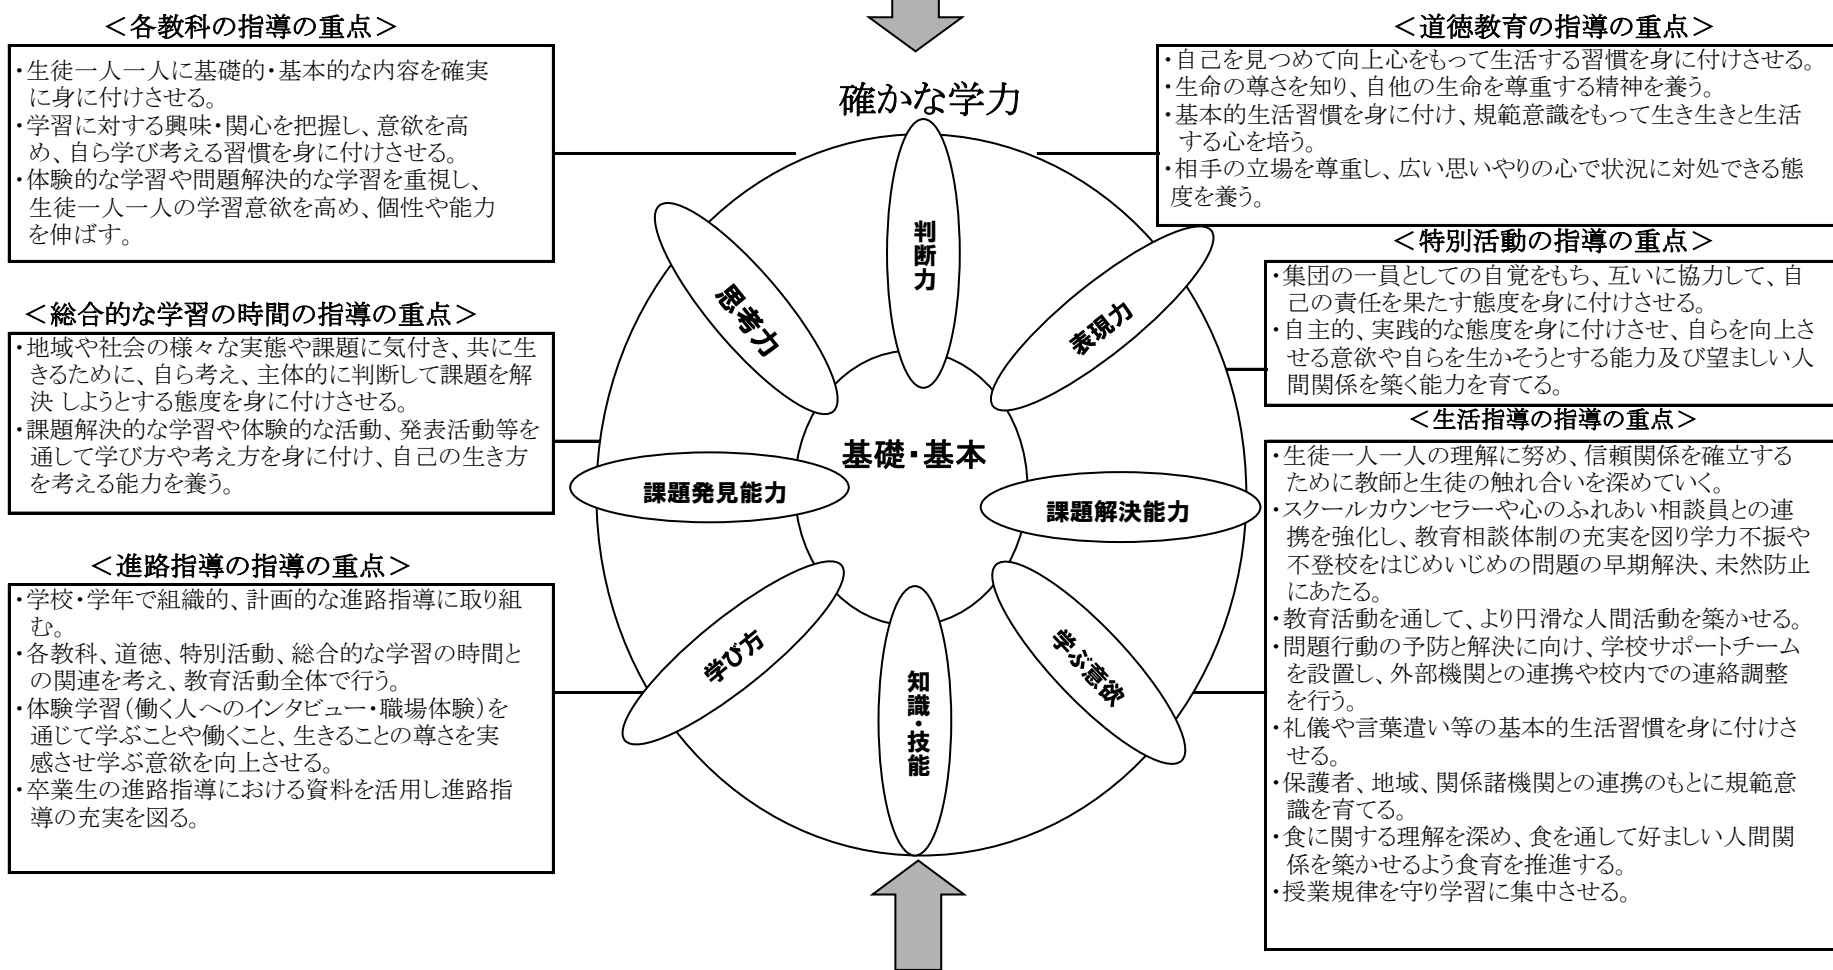 ＜各教科の指導の重点＞
・生徒一人一人に基礎的・基本的な内容を確実
に身に付けさせる。
・学習に対する興味・関心を把握し、意欲を高
め、自ら学び考える習慣を身に付けさせる。
・体験的な学習や問題解決的な学習を重視し、
生徒一人一人の学習意欲を高め、個性や能力
を伸ばす。
＜総合的な学習の時間の指導の重点＞
・地域や社会の様々な実態や課題に気付き、共に生
きるために、自ら考え、主体的に判断して課題を解
決 しようとする態度を身に付けさせる。
・課題解決的な学習や体験的な活動、発表活動等を
通して学び方や考え方を身に付け、自己の生き方
を考える能力を養う。
＜進路指導の指導の重点＞
・学校・学年で組織的、計画的な進路指導に取り組
む。
・各教科、道徳、特別活動、総合的な学習の時間と
の関連を考え、教育活動全体で行う。
・体験学習（働く人へのインタビュー・職場体験）を
通じて学ぶことや働くこと、生きることの尊さを実
感させ学ぶ意欲を向上させる。
・卒業生の進路指導における資料を活用し進路指
導の充実を図る。
確かな学力
判断力
思考力
表現力
基礎・基本
課題発見能力
課題解決能力
学び方
学ぶ意欲
知識・技能
＜道徳教育の指導の重点＞
・自己を見つめて向上心をもって生活する習慣を身に付けさせる。
・生命の尊さを知り、自他の生命を尊重する精神を養う。
・基本的生活習慣を身に付け、規範意識をもって生き生きと生活
する心を培う。
・相手の立場を尊重し、広い思いやりの心で状況に対処できる態
度を養う。
＜特別活動の指導の重点＞
・集団の一員としての自覚をもち、互いに協力して、自
己の責任を果たす態度を身に付けさせる。
・自主的、実践的な態度を身に付けさせ、自らを向上さ
せる意欲や自らを生かそうとする能力及び望ましい人
間関係を築く能力を育てる。
＜生活指導の指導の重点＞
・生徒一人一人の理解に努め、信頼関係を確立する
ために教師と生徒の触れ合いを深めていく。
・スクールカウンセラーや心のふれあい相談員との連
携を強化し、教育相談体制の充実を図り学力不振や
不登校をはじめいじめの問題の早期解決、未然防止
にあたる。
・教育活動を通して、より円滑な人間活動を築かせる。
・問題行動の予防と解決に向け、学校サポートチーム
を設置し、外部機関との連携や校内での連絡調整
を行う。
・礼儀や言葉遣い等の基本的生活習慣を身に付けさ
せる。
・保護者、地域、関係諸機関との連携のもとに規範意
識を育てる。
・食に関する理解を深め、食を通して好ましい人間関
係を築かせるよう食育を推進する。
・授業規律を守り学習に集中させる。